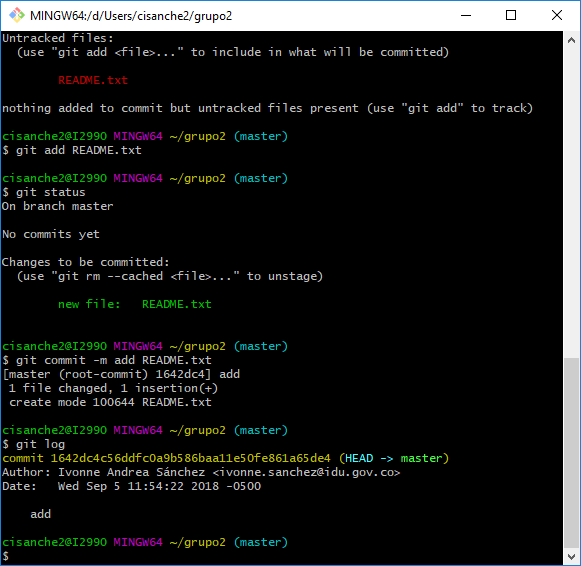 MINGW64:/d/Users/cisanche2/grupo2
Untracked files:
  (use "git add <file>..." to include in what will be committed)

        README.txt

nothing added to commit but untracked files present (use "git add" to track)

cisanche2@I2990 MINGW64 ~/grupo2 (master)
$ git add README.txt

cisanche2@I2990 MINGW64 ~/grupo2 (master)
$ git status
On branch master

No commits yet

Changes to be committed:
  (use "git rm --cached <file>..." to unstage)

        new file:   README.txt


cisanche2@I2990 MINGW64 ~/grupo2 (master)
$ git commit -m add README.txt
[master (root-commit) 1642dc4] add
 1 file changed, 1 insertion(+)
 create mode 100644 README.txt

cisanche2@I2990 MINGW64 ~/grupo2 (master)
$ git log
commit 1642dc4c56ddfc0a9b586baa11e50fe861a65de4 (HEAD -> master)
Author: Ivonne Andrea Sánchez <ivonne.sanchez@idu.gov.co>
Date:   Wed Sep 5 11:54:22 2018 -0500

    add

cisanche2@I2990 MINGW64 ~/grupo2 (master)
$